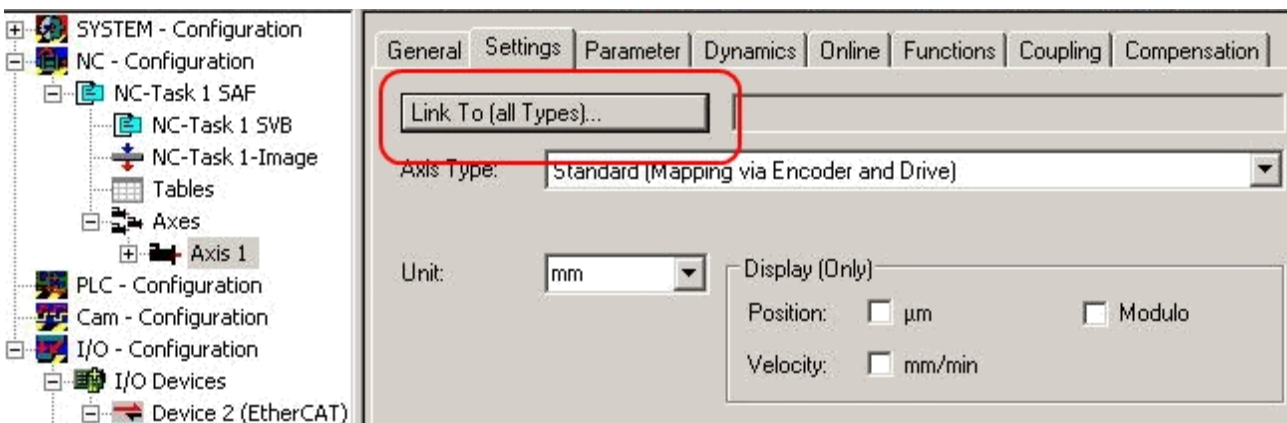 SYSTEM - Configuration
NC - Configuration
NC-Task 1 SAF
NC-Task 1 SVB
NC-Task 1-Image
Tables
Axes
Axis 1
PLC - Configuration
Cam - Configuration
I/O - Configuration
I/O Devices
Device 2 (EtherCAT)
General Settings Parameter Dynamics Online Functions Coupling Compensation
Link To (all Types)...
Axis Type: Standard (Mapping via Encoder and Drive)
Unit: mm
Display (Only)
Position: µm Modulo
Velocity: mm/min